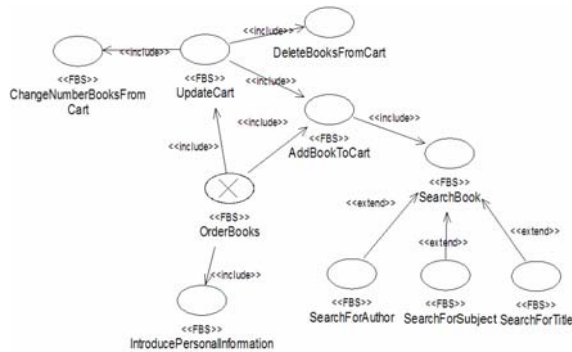 <<include>>
<<include>>
<<FBS>>
DeleteBooksFromCart
<<FBS>>
ChangeNumberBooksFrom
Cart
<<FBS>>
UpdateCart
<<include>>
<<include>>
<<include>>
<<include>>
<<FBS>>
AddBookToCart
<<FBS>>
SearchBook
<<FBS>>
OrderBooks
<<extend>>
<<extend>>
<<extend>>
<<include>>
<<FBS>>
SearchForAuthor
<<FBS>>
SearchForSubject
<<FBS>>
SearchForTitle
<<FBS>>
IntroducePersonalInformation